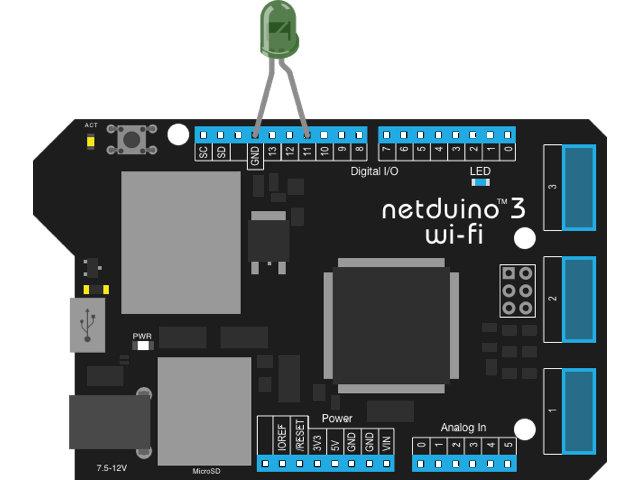 ACT
SC SD GND 13 12 11 10 9 8 7 6 5 4 3 2 1 0
Digital I/O
LED
netduino™3
wi-fi
3
2
1
PWR
7.5-12V
MicroSD
Power
IOREF /RESET 3V3 5V GND GND VIN
Analog In
0 1 2 3 4 5